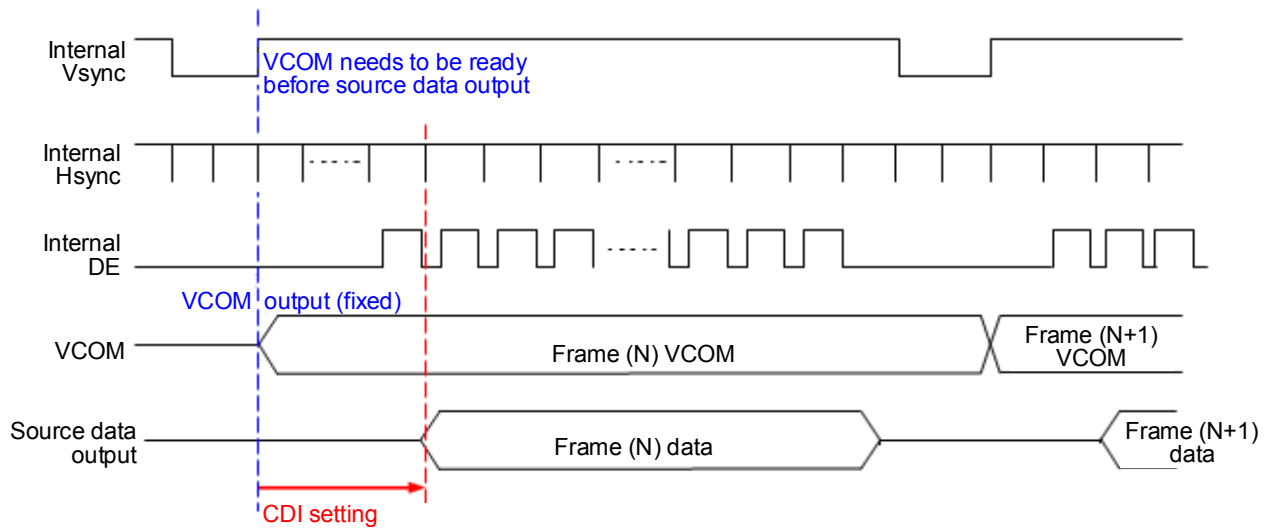 Internal
Vsync
VCOM needs to be ready
before source data output
Internal
Hsync
Internal
DE
VCOM output (fixed)
VCOM
Frame (N) VCOM
Frame (N+1)
VCOM
Source data
output
Frame (N) data
Frame (N+1)
data
CDI setting